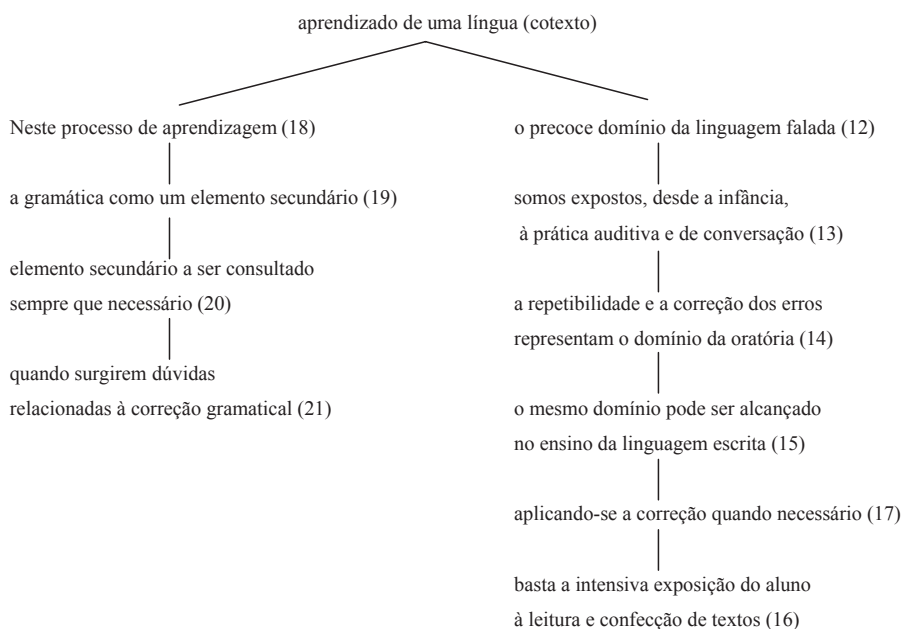 aprendizado de uma língua (cotexto)
Neste processo de aprendizagem (18)
a gramática como um elemento secundário (19)
elemento secundário a ser consultado
sempre que necessário (20)
quando surgirem dúvidas
relacionadas à correção gramatical (21)
o precoce domínio da linguagem falada (12)
somos expostos, desde a infância,
à prática auditiva e de conversação (13)
a repetibilidade e a correção dos erros
representam o domínio da oratória (14)
o mesmo domínio pode ser alcançado
no ensino da linguagem escrita (15)
aplicando-se a correção quando necessário (17)
basta a intensiva exposição do aluno
à leitura e confecção de textos (16)